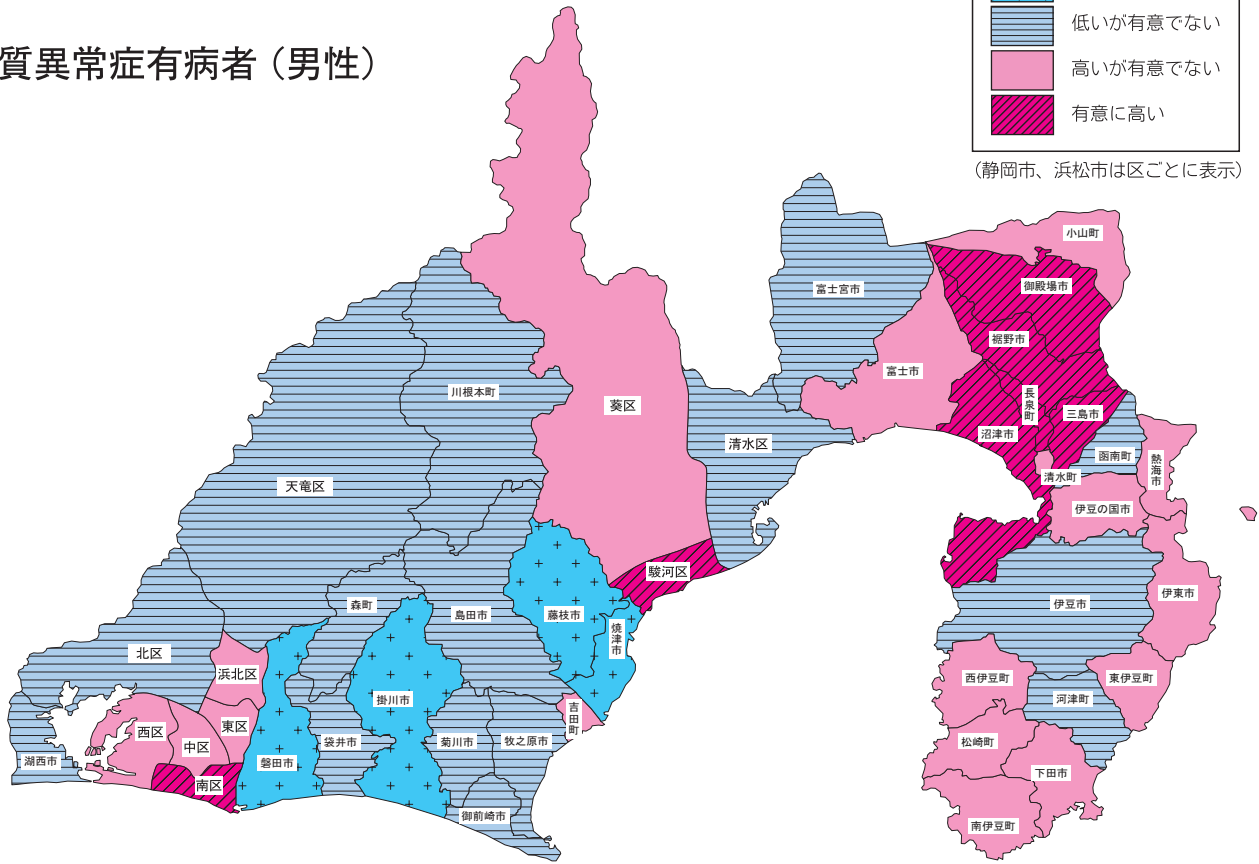 質異常症有病者（男性）
低いが有意でない
高いが有意でない
有意に高い
（静岡市、浜松市は区ごとに表示）
小山町
御殿場市
富士宮市
裾野市
富士市
川根本町
長泉町
葵区
三島市
沼津市
清水区
函南町
熱海市
清水町
天竜区
伊豆の国市
駿河区
伊東市
森町
伊豆市
島田市
藤枝市
焼津市
北区
浜北区
西伊豆町
東伊豆町
掛川市
河津町
吉田町
東区
西区
中区
袋井市
菊川市
牧之原市
松崎町
湖西市
磐田市
下田市
南区
御前崎市
南伊豆町